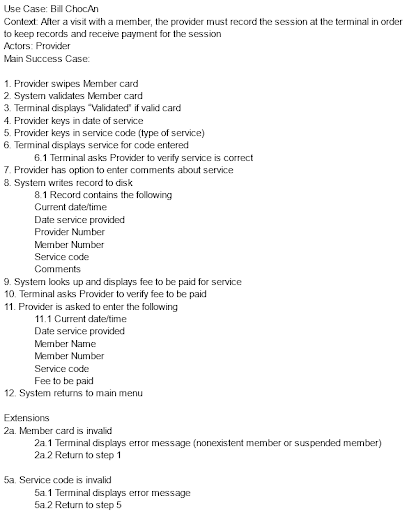 Use Case: Bill ChocAn
Context: After a visit with a member, the provider must record the session at the terminal in order
to keep records and receive payment for the session
Actors: Provider
Main Success Case:
1. Provider swipes Member card
2. System validates Member card
3. Terminal displays "Validated" if valid card
4. Provider keys in date of service
5. Provider keys in service code (type of service)
6. Terminal displays service for code entered
6.1 Terminal asks Provider to verify service is correct
7. Provider has option to enter comments about service
8. System writes record to disk
8.1 Record contains the following
Current date/time
Date service provided
Provider Number
Member Number
Service code
Comments
9. System looks up and displays fee to be paid for service
10. Terminal asks Provider to verify fee to be paid
11. Provider is asked to enter the following
11.1 Current date/time
Date service provided
Member Name
Member Number
Service code
Fee to be paid
12. System returns to main menu
Extensions
2a. Member card is invalid
2a.1 Terminal displays error message (nonexistent member or suspended member)
2a.2 Return to step 1
5a. Service code is invalid
5a.1 Terminal displays error message
5a.2 Return to step 5